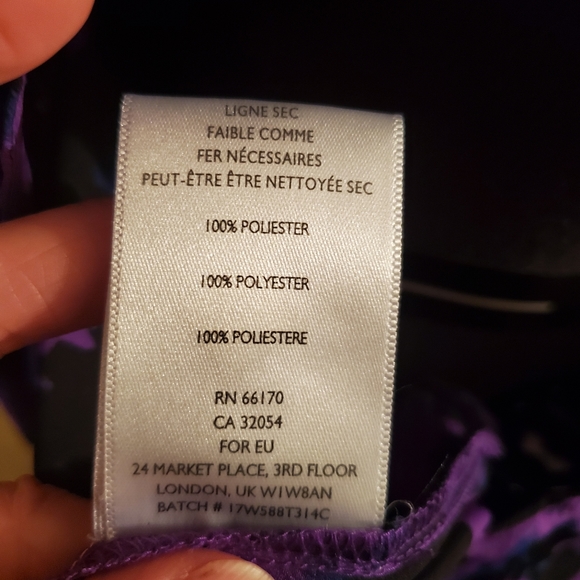 LIGNE SEC
FAIBLE COMME
FER NÉCESSAIRES
PEUT-ÊTRE ÊTRE NETTOYÉE SEC
100% POLIESTER
100% POLYESTER
100% POLIESTERE
RN 66170
CA 32054
FOR EU
24 MARKET PLACE, 3RD FLOOR
LONDON, UK W1W8AN
BATCH # 17W588T314C